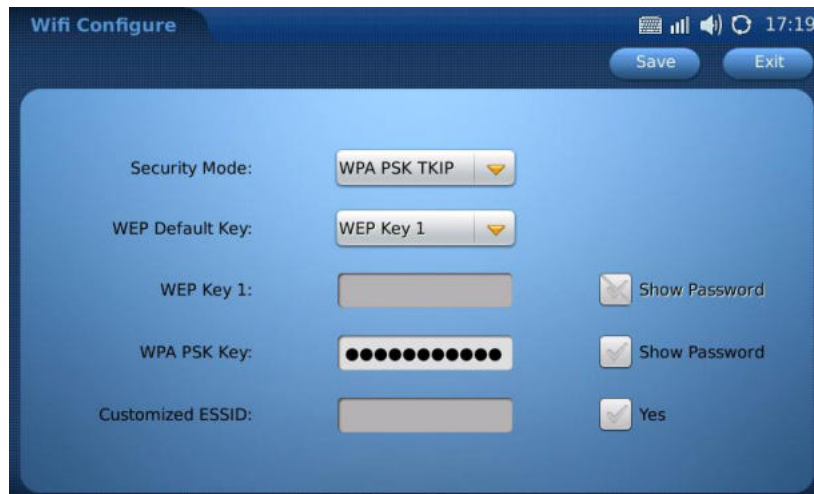 Wifi Configure
17:19
Save
Exit
Security Mode:
WPA PSK TKIP
WEP Default Key:
WEP Key 1
WEP Key 1:
Show Password
WPA PSK Key:
●●●●●●●●●●●
Show Password
Customized ESSID:
Yes